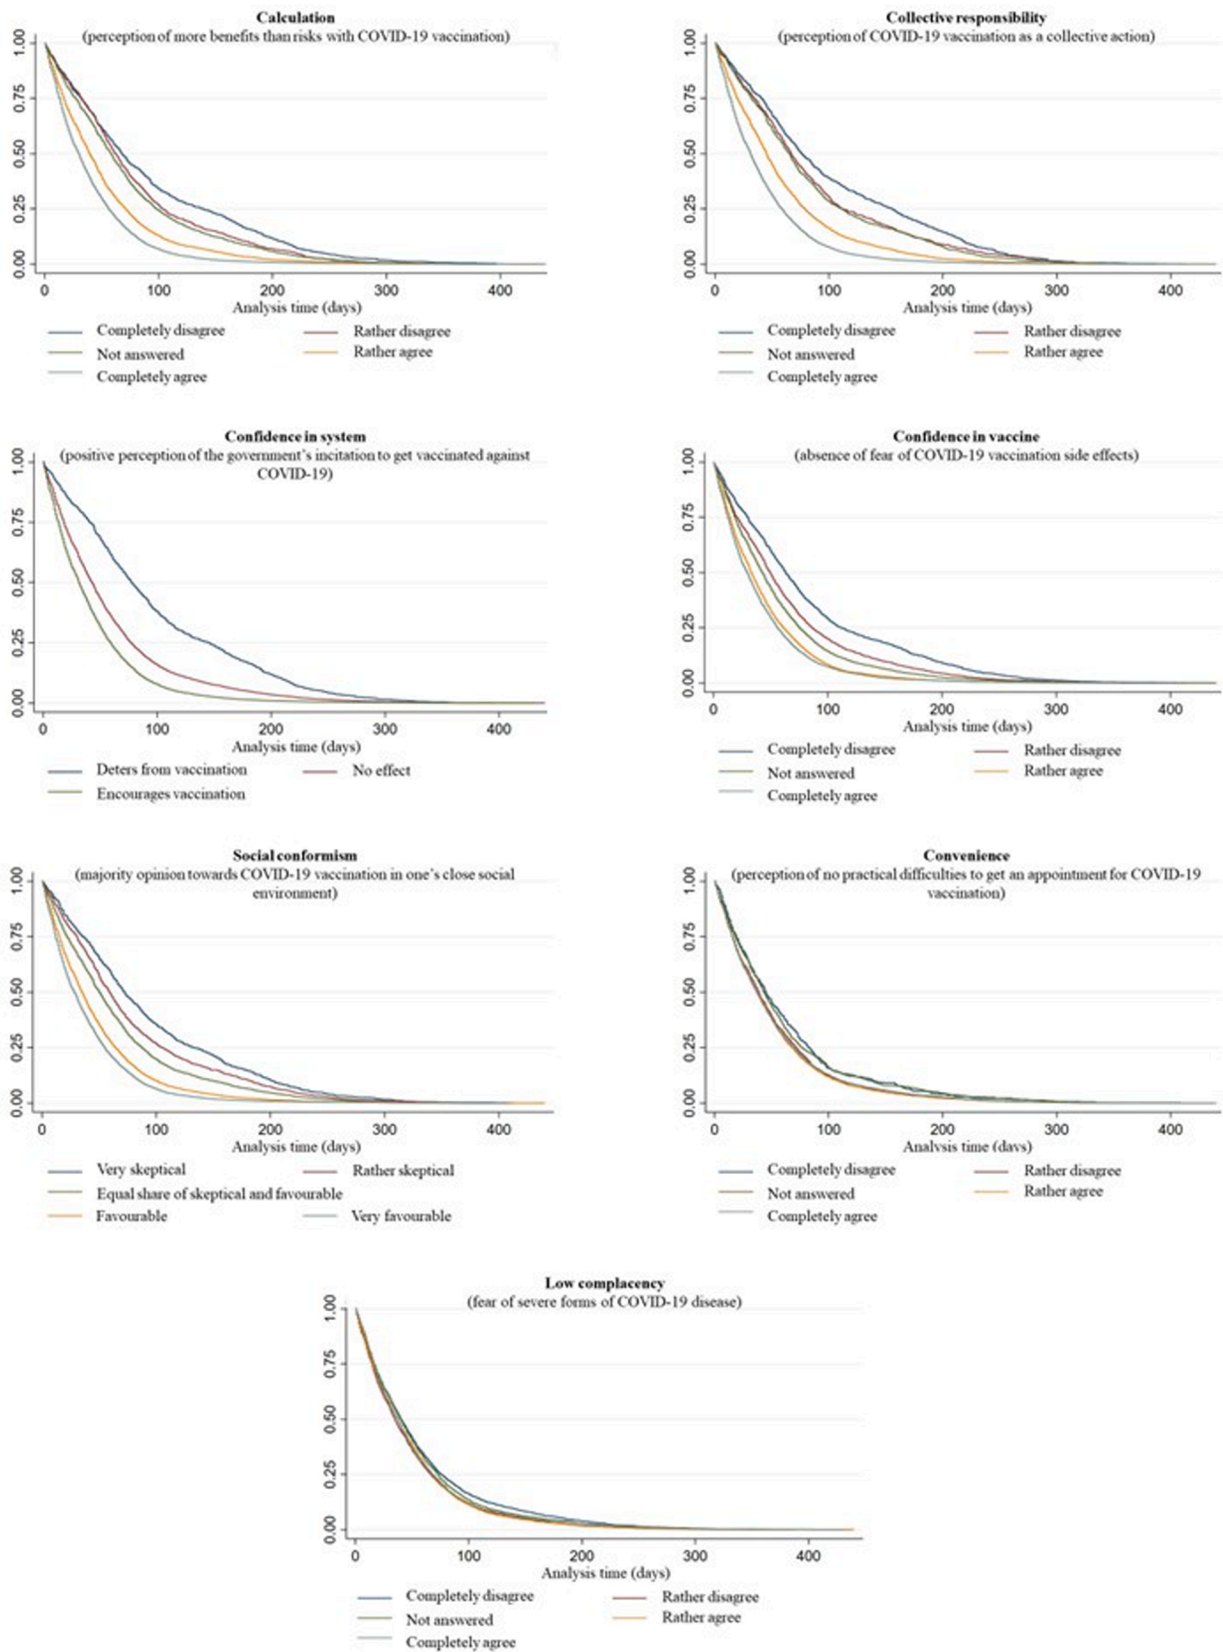 Calculation
(perception of more benefits than risks with COVID-19 vaccination)
1.00
0.75
0.50
0.25
0.00
0 100 200 300 400
Analysis time (days)
Completely disagree Rather disagree
Not answered Rather agree
Completely agree
Collective responsibility
(perception of COVID-19 vaccination as a collective action)
1.00
0.75
0.50
0.25
0.00
0 100 200 300 400
Analysis time (days)
Completely disagree Rather disagree
Not answered Rather agree
Completely agree
Confidence in system
(positive perception of the government's incitation to get vaccinated against
COVID-19)
1.00
0.75
0.50
0.25
0.00
0 100 200 300 400
Analysis time (days)
Deters from vaccination No effect
Encourages vaccination
Confidence in vaccine
(absence of fear of COVID-19 vaccination side effects)
1.00
0.75
0.50
0.25
0.00
0 100 200 300 400
Analysis time (days)
Completely disagree Rather disagree
Not answered Rather agree
Completely agree
Social conformism
(majority opinion towards COVID-19 vaccination in one's close social
environment)
1.00
0.75
0.50
0.25
0.00
0 100 200 300 400
Analysis time (days)
Very skeptical Rather skeptical
Equal share of skeptical and favourable
Favourable Very favourable
Convenience
(perception of no practical difficulties to get an appointment for COVID-19
vaccination)
1.00
0.75
0.50
0.25
0.00
0 100 200 300 400
Analysis time (days)
Completely disagree Rather disagree
Not answered Rather agree
Completely agree
Low complacency
(fear of severe forms of COVID-19 disease)
1.00
0.75
0.50
0.25
0.00
0 100 200 300 400
Analysis time (days)
Completely disagree Rather disagree
Not answered Rather agree
Completely agree